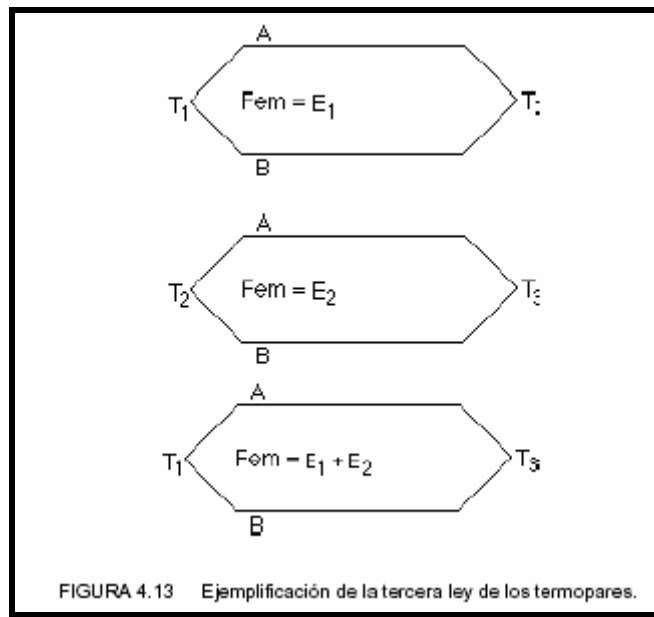 A
T1 Fem = E1
B
A
T2 Fem = E2
B
A
T1 Fem = E1 + E2 T3
B
FIGURA 4.13 Ejemplificación de la tercera ley de los termopares.